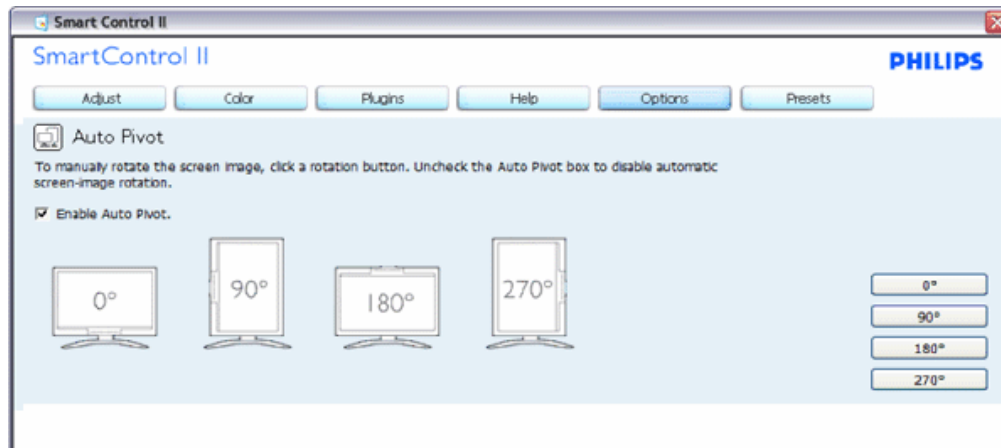 Smart Control II
SmartControl II
PHILIPS
Adjust
Color
Plugins
Help
Options
Presets
Auto Pivot
To manually rotate the screen image, click a rotation button. Uncheck the Auto Pivot box to disable automatic
screen-image rotation.
Enable Auto Pivot.
0°
90°
180°
270°
0°
90°
180°
270°